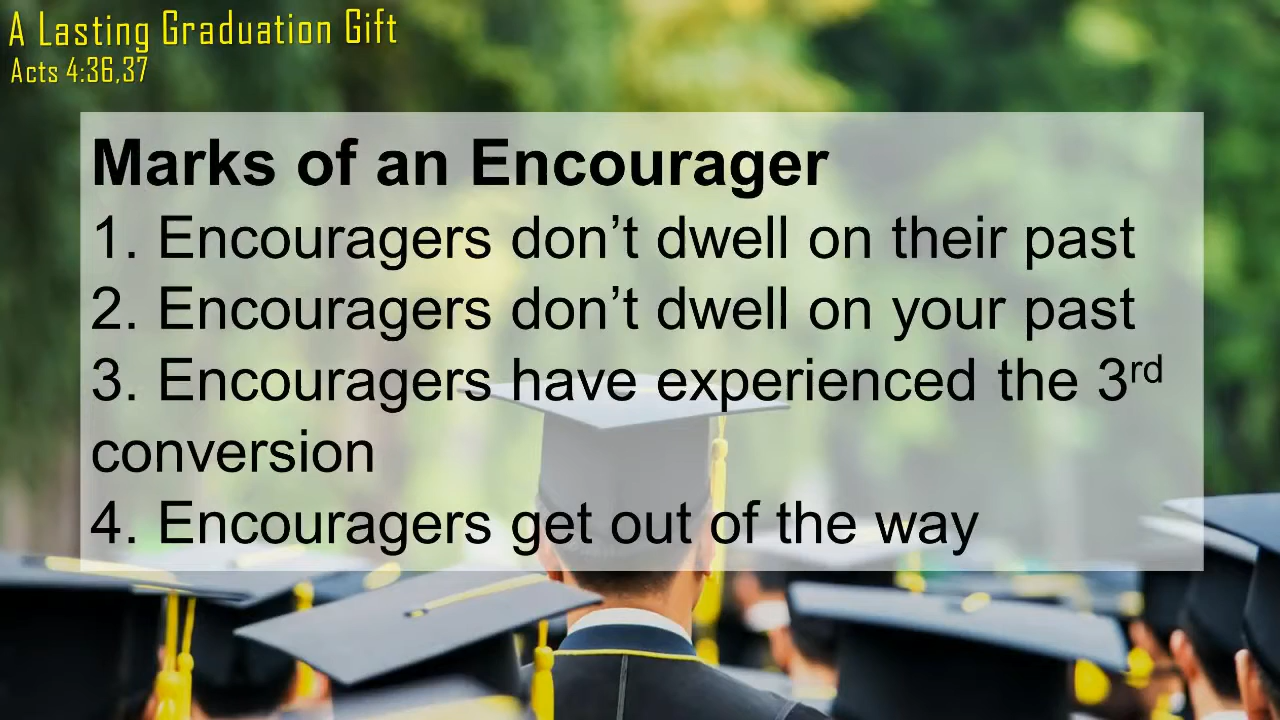 A Lasting Graduation Gift
Acts 4:36,37
Marks of an Encourager
1. Encouragers don’t dwell on their past
2. Encouragers don’t dwell on your past
3. Encouragers have experienced the 3rd
conversion
4. Encouragers get out of the way